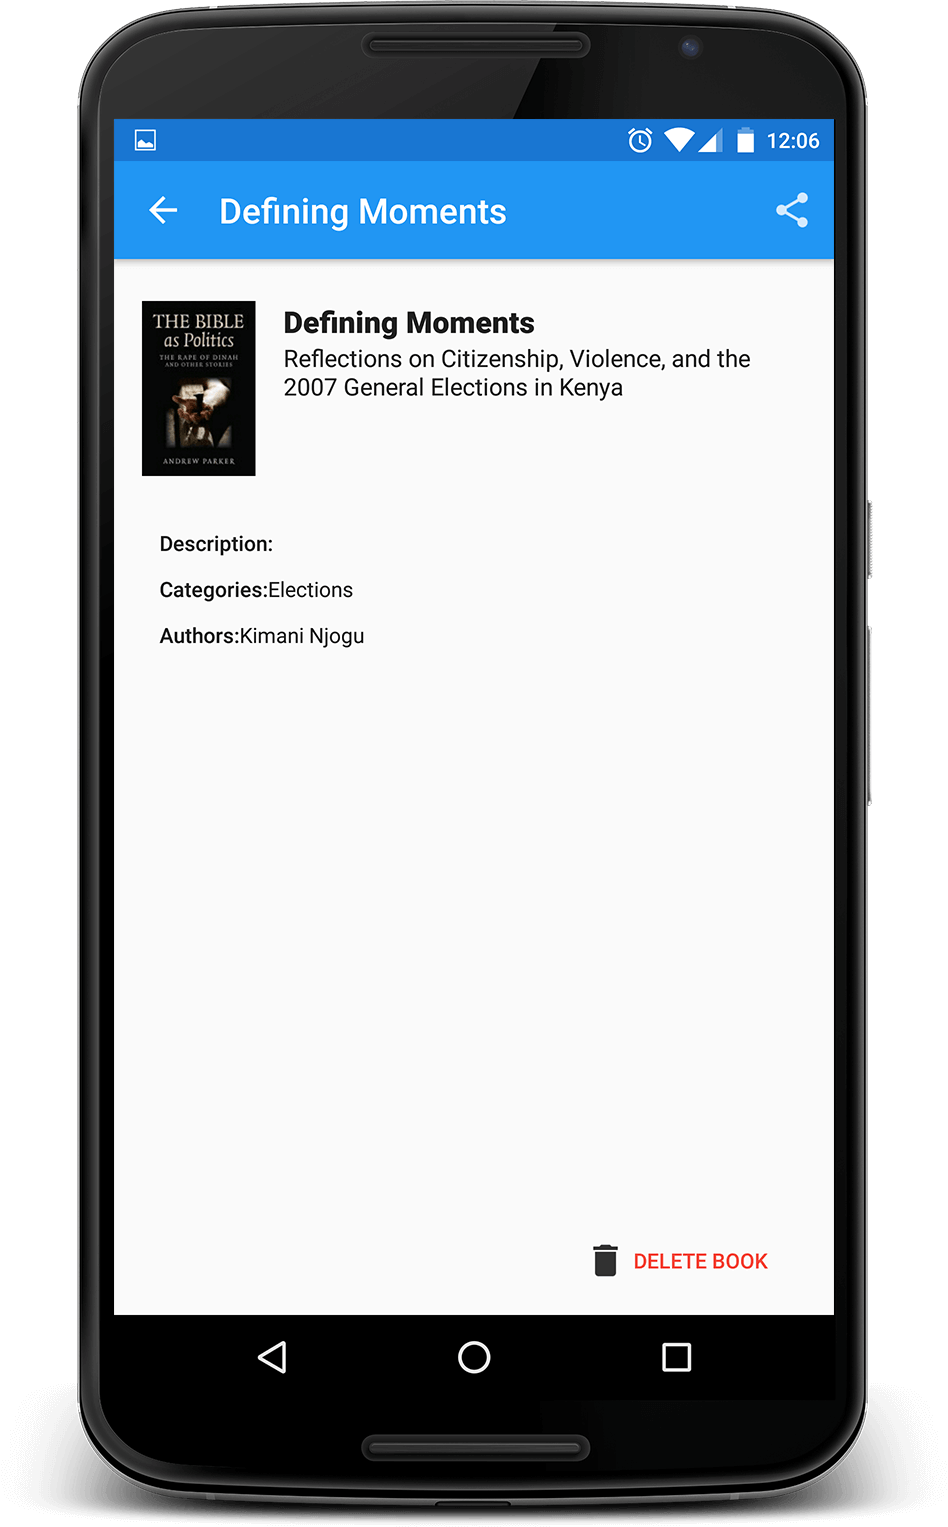 12:06
Defining Moments
THE BIBLE
as Politics
THE RAPE OF DINAH
AND OTHER STORIES
ANDREW PARKER
Defining Moments
Reflections on Citizenship, Violence, and the
2007 General Elections in Kenya
Description:
Categories:Elections
Authors:Kimani Njogu
DELETE BOOK